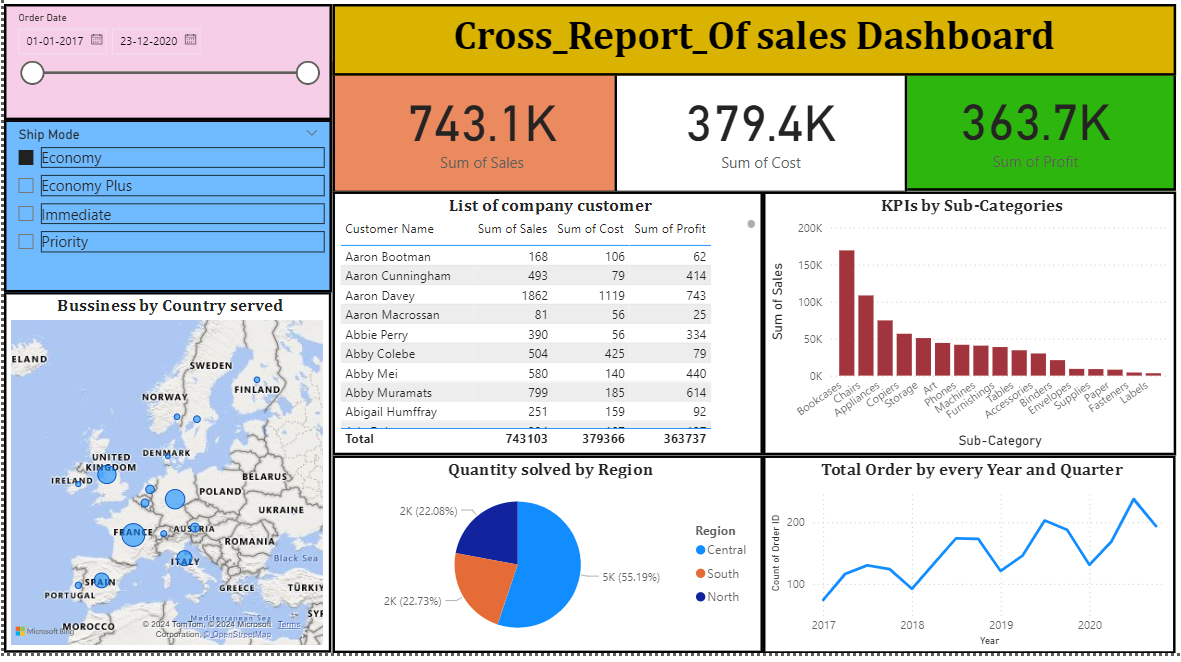 Order Date
01-01-2017 23-12-2020
Ship Mode
Economy
Economy Plus
Immediate
Priority
Bussiness by Country served
ELAND
SWEDEN
FINLAND
NORWAY
DENMARK
UNITED
KINGDOM
IRELAND
BELARUS
POLAND
UKRAINE
FRANCE
AUSTRIA
ROMANIA
ITALY
Black Sea
SPAIN
PORTUGAL
GREECE
TÜRKIY
Mediterranean Sea
SYR
MOROCCO
Microsoft Bing
© 2024 TomTom, © 2024 Microsoft Terms
Corporation, © OpenStreetMap
Cross_Report_Of sales Dashboard
743.1K
Sum of Sales
379.4K
Sum of Cost
363.7K
Sum of Profit
List of company customer
Customer Name Sum of Sales Sum of Cost Sum of Profit
Aaron Bootman 168 106 62
Aaron Cunningham 493 79 414
Aaron Davey 1862 1119 743
Aaron Macrossan 81 56 25
Abbie Perry 390 56 334
Abby Colebe 504 425 79
Abby Mei 580 140 440
Abby Muramats 799 185 614
Abigail Humffray 251 159 92
Total 743103 379366 363737
KPIs by Sub-Categories
Sum of Sales
200K
150K
100K
50K
0K
Bookcases
Chairs
Appliances
Copiers
Storage
Art
Phones
Machines
Furnishings
Tables
Accessories
Binders
Envelopes
Supplies
Paper
Fasteners
Labels
Sub-Category
Quantity solved by Region
2K (22.08%)
2K (22.73%)
5K (55.19%)
Region
Central
South
North
Total Order by every Year and Quarter
Count of Order ID
200
100
2017 2018 2019 2020
Year